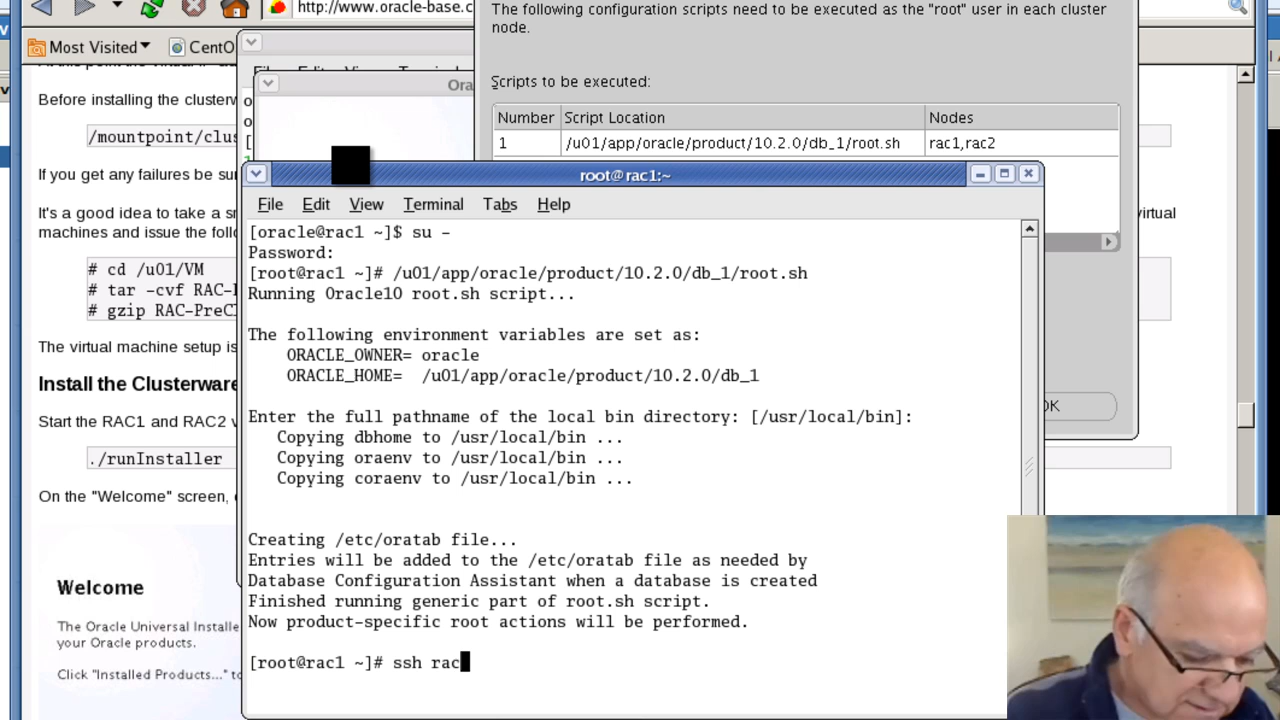 http://www.oracle-base.c
The following configuration scripts need to be executed as the "root" user in each cluster
node.
Most Visited
CentO
Scripts to be executed:
Number Script Location Nodes
1 /u01/app/oracle/product/10.2.0/db_1/root.sh rac1,rac2
Before installing the clusterw
/mountpoint/clus
If you get any failures be sur
It's a good idea to take a sn
virtual
machines and issue the follo
# cd /u01/VM
# tar -cvf RAC-P
# gzip RAC-PreCl
The virtual machine setup is
Install the Clusterware
Start the RAC1 and RAC2 v
./runInstaller
On the "Welcome" screen, c
Welcome
The Oracle Universal Installe
your Oracle products.
Click "Installed Products..." to
Ora
root@rac1:~
File Edit View Terminal Tabs Help
[oracle@rac1 ~]$ su -
Password:
[root@rac1 ~]# /u01/app/oracle/product/10.2.0/db_1/root.sh
Running Oracle10 root.sh script...
The following environment variables are set as:
ORACLE_OWNER= oracle
ORACLE_HOME= /u01/app/oracle/product/10.2.0/db_1
Enter the full pathname of the local bin directory: [/usr/local/bin]:
Copying dbhome to /usr/local/bin ...
Copying oraenv to /usr/local/bin ...
Copying coraenv to /usr/local/bin ...
Creating /etc/oratab file...
Entries will be added to the /etc/oratab file as needed by
Database Configuration Assistant when a database is created
Finished running generic part of root.sh script.
Now product-specific root actions will be performed.
[root@rac1 ~]# ssh rac
OK